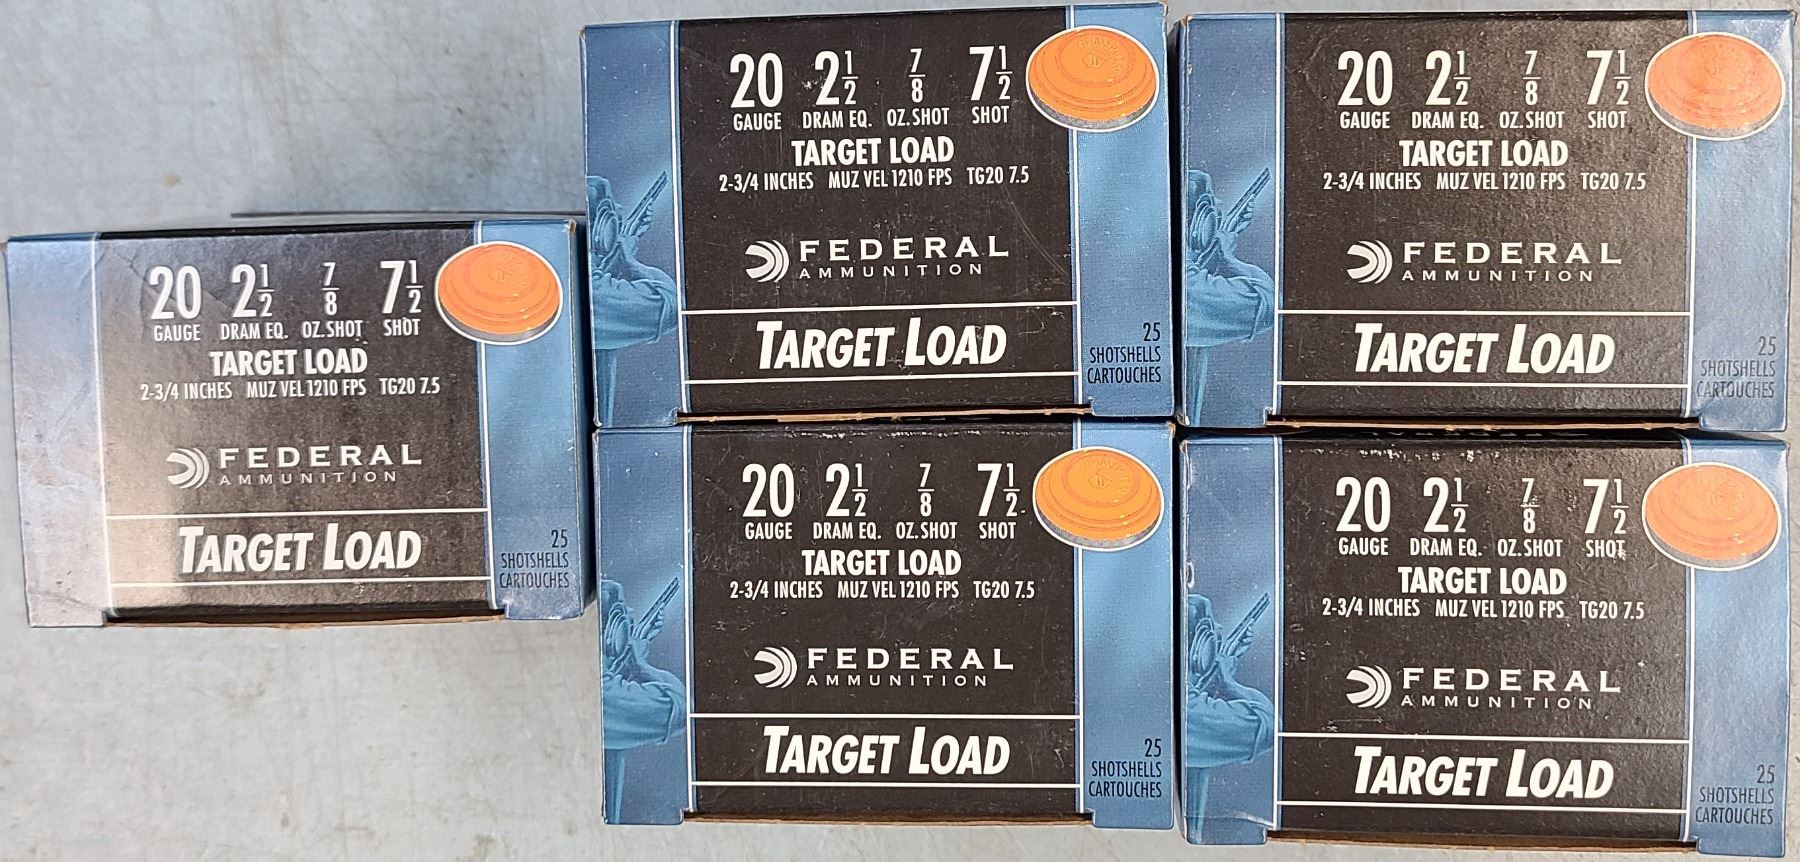 20 2 1/2 7/8 7 1/2
GAUGE DRAM EQ. OZ. SHOT SHOT
TARGET LOAD
2-3/4 INCHES MUZ VEL 1210 FPS TG20 7.5
FEDERAL
AMMUNITION
TARGET LOAD
25
SHOTSHELLS
CARTOUCHES
CHAMPION
20 2 1/2 7/8 7 1/2
GAUGE DRAM EQ. OZ. SHOT SHOT
TARGET LOAD
2-3/4 INCHES MUZ VEL 1210 FPS TG20 7.5
FEDERAL
AMMUNITION
TARGET LOAD
25
SHOTSHELLS
CARTOUCHES
20 2 1/2 7/8 7 1/2
GAUGE DRAM EQ. OZ. SHOT SHOT
TARGET LOAD
2-3/4 INCHES MUZ VEL 1210 FPS TG20 7.5
FEDERAL
AMMUNITION
TARGET LOAD
25
SHOTSHELLS
CARTOUCHES
20 2 1/2 7/8 7 1/2
GAUGE DRAM EQ. OZ. SHOT SHOT
TARGET LOAD
2-3/4 INCHES MUZ VEL 1210 FPS TG20 7.5
FEDERAL
AMMUNITION
TARGET LOAD
25
SHOTSHELLS
CARTOUCHES
CHAMPION
20 2 1/2 7/8 7 1/2
GAUGE DRAM EQ. OZ. SHOT SHOT
TARGET LOAD
2-3/4 INCHES MUZ VEL 1210 FPS TG20 7.5
FEDERAL
AMMUNITION
TARGET LOAD
25
SHOTSHELLS
CARTOUCHES